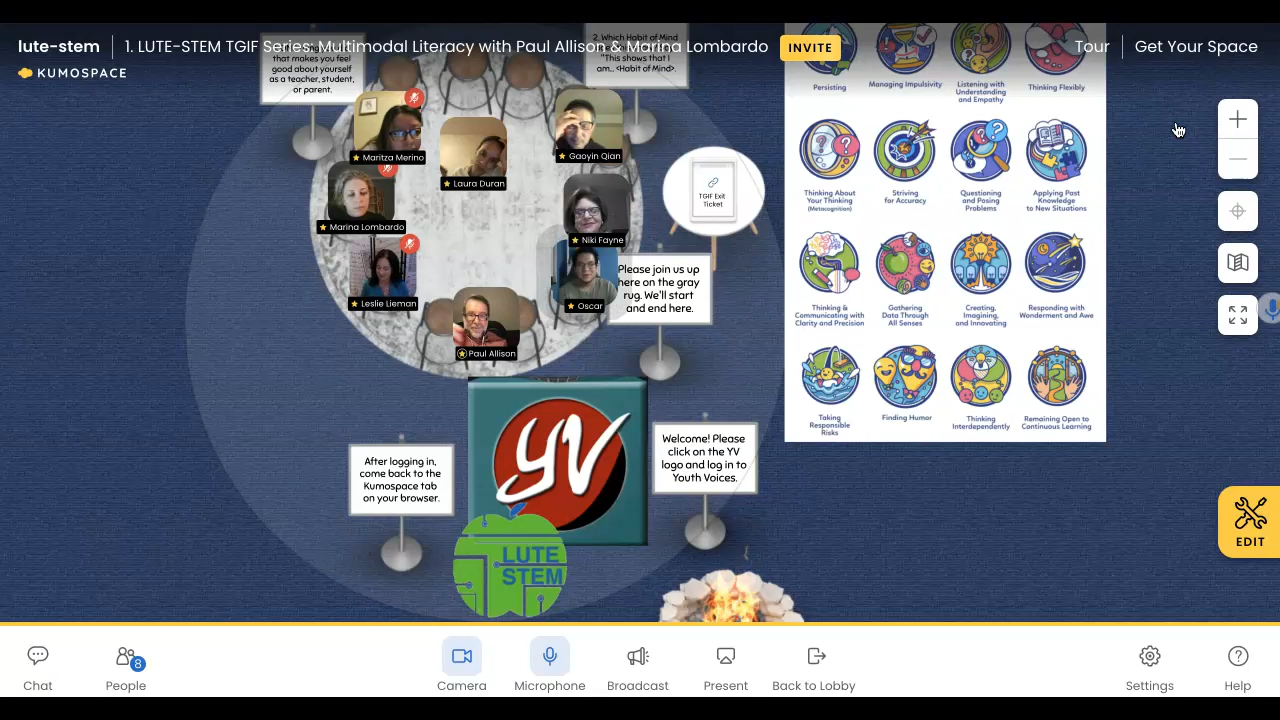 lute-stem
1. LUTE-STEM TGIF Series: Multimodal Literacy with Paul Allison & Marina Lombardo
INVITE
Tour
Get Your Space
KUMOSPACE
that makes you feel
good about yourself
as a teacher, student,
or parent.
2. Which Habit of Mind
"This shows that I
am... <Habit of Mind>.
Maritza Merino
Laura Duran
Gaoyin Qian
Marina Lombardo
Niki Fayne
Leslie Lieman
Oscar
Paul Allison
TGIF Exit
Ticket
Please join us up
here on the gray
rug. We'll start
and end here.
Persisting
Managing Impulsivity
Listening with
Understanding
and Empathy
Thinking Flexibly
Thinking About
Your Thinking
(Metacognition)
Striving
for Accuracy
Questioning
and Posing
Problems
Applying Past
Knowledge
to New Situations
Thinking &
Communicating with
Clarity and Precision
Gathering
Data Through
All Senses
Creating,
Imagining,
and Innovating
Responding with
Wonderment and Awe
Taking
Responsible
Risks
Finding Humor
Thinking
Interdependently
Remaining Open to
Continuous Learning
After logging in,
come back to the
Kumospace tab
on your browser.
YV
Welcome! Please
click on the YV
logo and log in to
Youth Voices.
LUTE
STEM
EDIT
Chat
8
People
Camera
Microphone
Broadcast
Present
Back to Lobby
Settings
Help